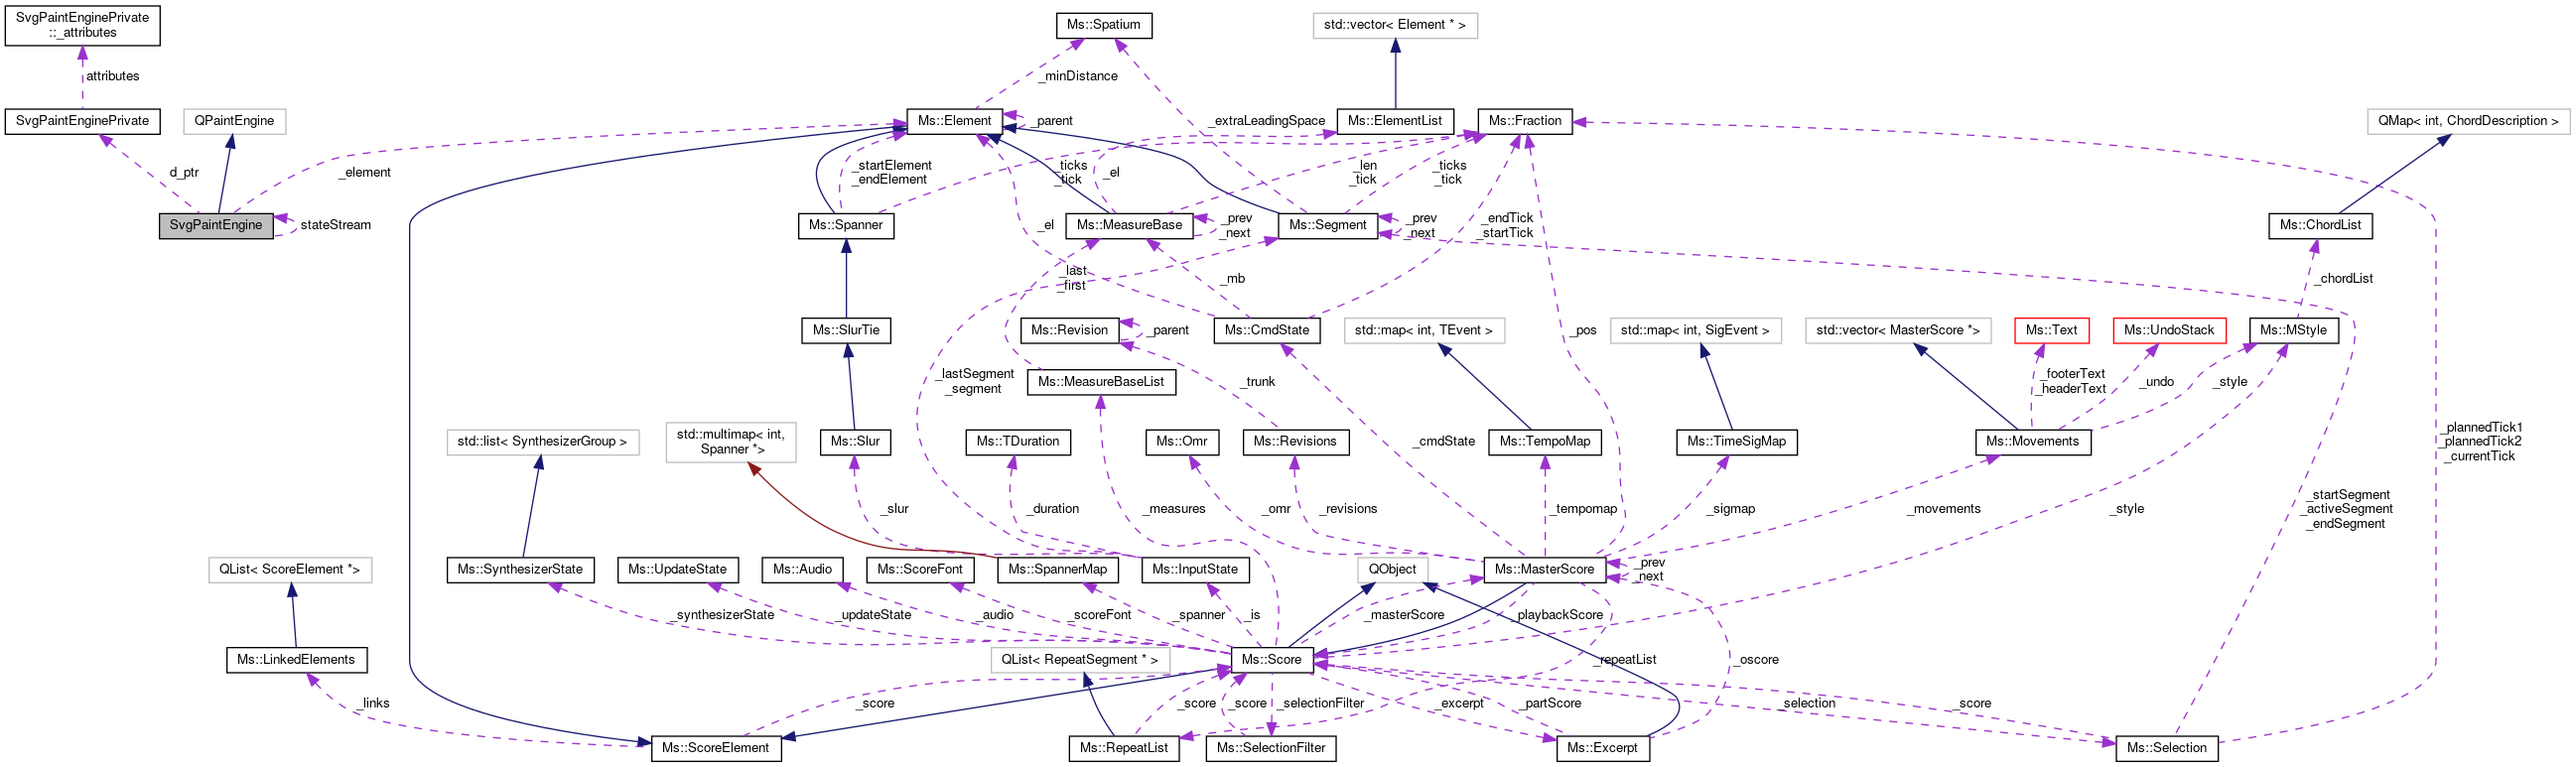 SvgPaintEnginePrivate
::_attributes
Ms::Spatium
std::vector< Element * >
attributes
_minDistance
SvgPaintEnginePrivate
QPaintEngine
Ms::Element
_parent
_extraLeadingSpace
Ms::ElementList
Ms::Fraction
QMap< int, ChordDescription >
d_ptr
_element
_startElement
_endElement
_ticks
_tick
_el
_len
_tick
_ticks
_tick
SvgPaintEngine
stateStream
Ms::Spanner
_el
Ms::MeasureBase
_prev
_next
Ms::Segment
_prev
_next
_endTick
_startTick
Ms::ChordList
_last
_first
_mb
_chordList
Ms::SlurTie
Ms::Revision
_parent
Ms::CmdState
std::map< int, TEvent >
_pos
std::map< int, SigEvent >
std::vector< MasterScore *>
Ms::Text
Ms::UndoStack
Ms::MStyle
_lastSegment
_segment
Ms::MeasureBaseList
_trunk
_footerText
_headerText
_undo
_style
std::list< SynthesizerGroup >
std::multimap< int,
Spanner *>
Ms::Slur
Ms::TDuration
Ms::Omr
Ms::Revisions
_cmdState
Ms::TempoMap
Ms::TimeSigMap
Ms::Movements
_plannedTick1
_plannedTick2
_currentTick
_slur
_duration
_measures
_omr
_revisions
_tempomap
_sigmap
_movements
_style
_startSegment
_activeSegment
_endSegment
QList< ScoreElement *>
Ms::SynthesizerState
Ms::UpdateState
Ms::Audio
Ms::ScoreFont
Ms::SpannerMap
Ms::InputState
QObject
Ms::MasterScore
_prev
_next
_synthesizerState
_updateState
_audio
_scoreFont
_spanner
_is
_masterScore
_playbackScore
Ms::LinkedElements
QList< RepeatSegment * >
Ms::Score
_repeatList
_oscore
_links
_score
_score
_score
_selectionFilter
_excerpt
_partScore
_selection
_score
Ms::ScoreElement
Ms::RepeatList
Ms::SelectionFilter
Ms::Excerpt
Ms::Selection